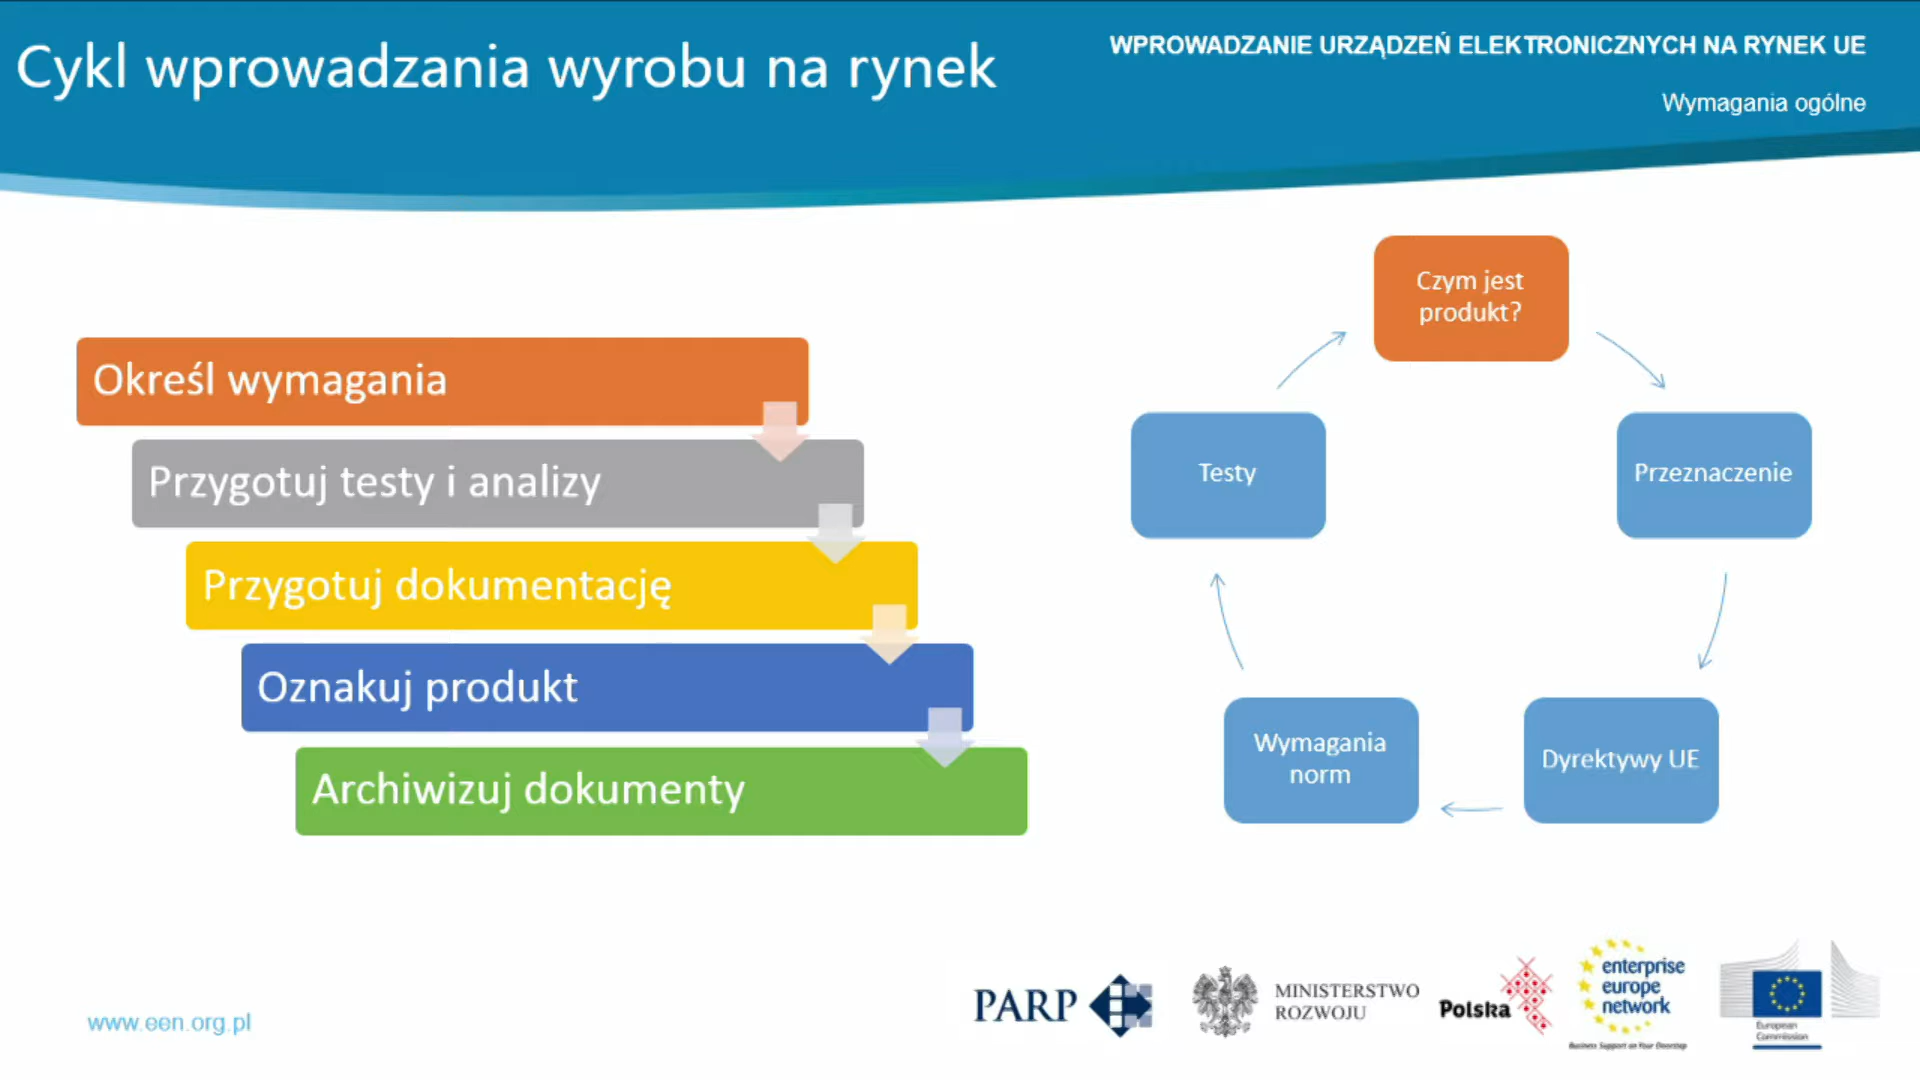 Cykl wprowadzania wyrobu na rynek
WPROWADZANIE URZĄDZEŃ ELEKTRONICZNYCH NA RYNEK UE
Wymagania ogólne
Określ wymagania
Przygotuj testy i analizy
Przygotuj dokumentację
Oznakuj produkt
Archiwizuj dokumenty
Czym jest
produkt?
Przeznaczenie
Dyrektywy UE
Wymagania
norm
Testy
www.een.org.pl
PARP
MINISTERSTWO
ROZWOJU
Polska
enterprise
europe
network
Business Support on Your Doorstep
European
Commission